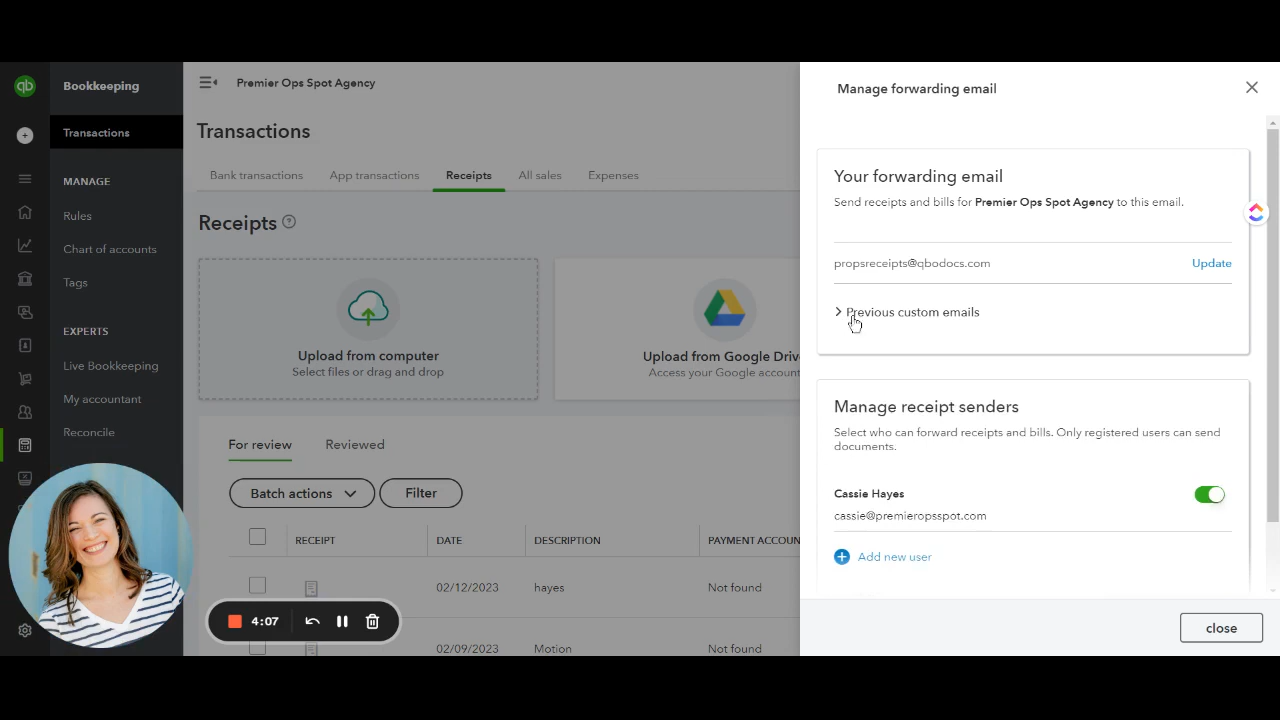 qb
Bookkeeping
Transactions
MANAGE
Rules
Chart of accounts
Tags
EXPERTS
Live Bookkeeping
My accountant
Reconcile
Premier Ops Spot Agency
Transactions
Bank transactions
App transactions
Receipts
All sales
Expenses
Receipts
Upload from computer
Select files or drag and drop
Upload from Google Driv
Access your Google account
For review
Reviewed
Batch actions
Filter
RECEIPT
DATE
DESCRIPTION
PAYMENT ACCOUN
02/12/2023
hayes
Not found
02/09/2023
Motion
Not found
4:07
Manage forwarding email
Your forwarding email
Send receipts and bills for Premier Ops Spot Agency to this email.
propsreceipts@qbodocs.com
Update
Previous custom emails
Manage receipt senders
Select who can forward receipts and bills. Only registered users can send
documents.
Cassie Hayes
cassie@premieropsspot.com
Add new user
close